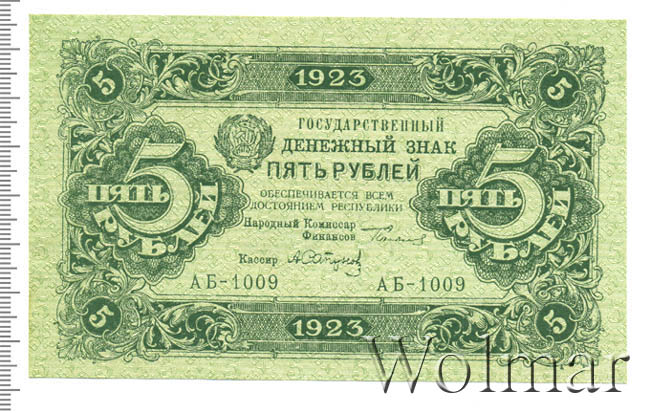 5 1923 5
ГОСУДАРСТВЕННЫЙ
ДЕНЕЖНЫЙ ЗНАК
ПЯТЬ РУБЛЕЙ
5 ПЯТЬ РУБЛЕЙ
5 ПЯТЬ РУБЛЕЙ
ОБЕСПЕЧИВАЕТСЯ ВСЕМ
ДОСТОЯНИЕМ РЕСПУБЛИКИ
Народный Комиссар
Финансов
Кассир
АБ-1009 АБ-1009
5 1923 5
Wolmar